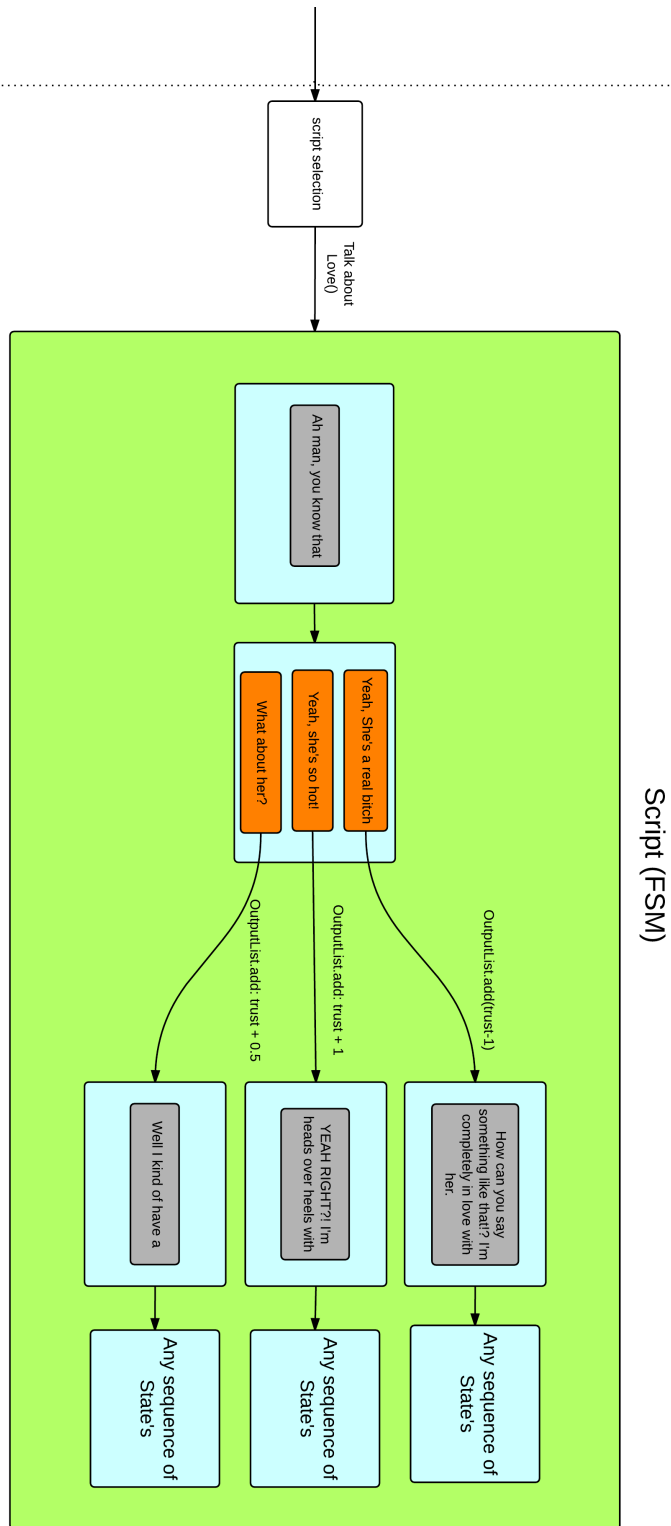 Script (FSM)
script selection
Talk about
Love()
Ah man, you know that
Yeah, She's a real bitch
Yeah, she's so hot!
What about her?
OutputList.add(trust-1)
OutputList.add: trust + 1
OutputList.add: trust + 0.5
How can you say
something like that!? I'm
completely in love with
her.
YEAH RIGHT?! I'm
heads over heels with
Well I kind of have a
Any sequence of
State's
Any sequence of
State's
Any sequence of
State's